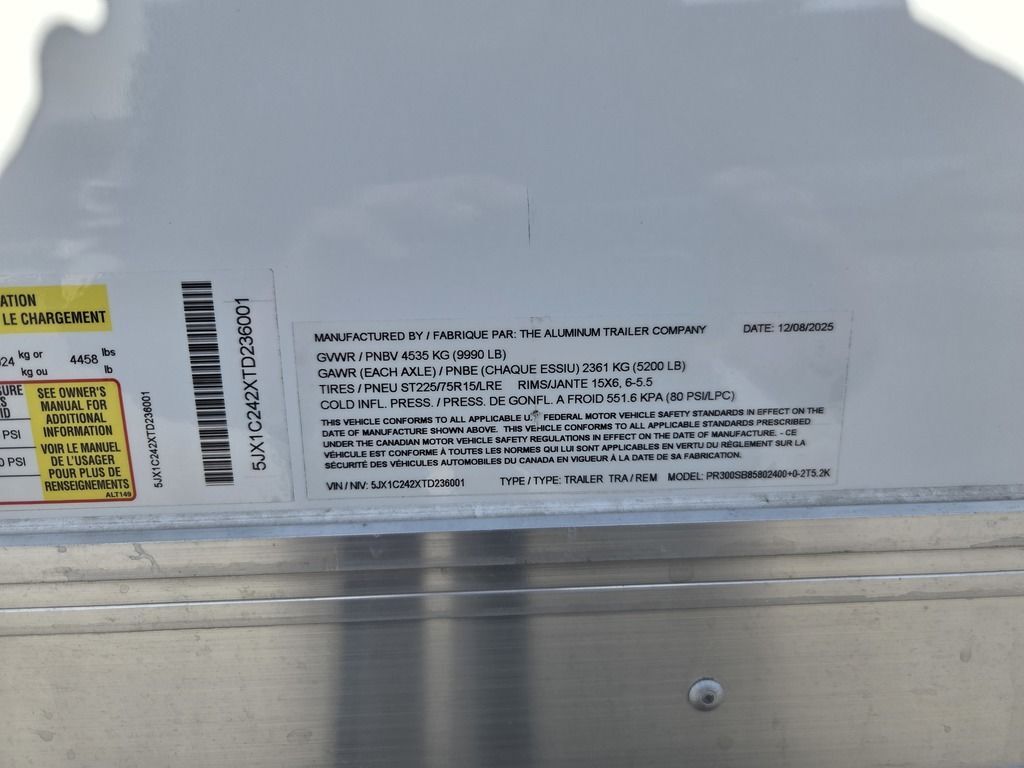 ATION
LE CHARGEMENT
kg or
kg ou
4458
lbs
lb
SURE
PSI
0 PSI
SEE OWNER'S
MANUAL FOR
ADDITIONAL
INFORMATION
VOIR LE MANUEL
DE L'USAGER
POUR PLUS DE
RENSEIGNEMENTS
ALT149
5JX1C242XTD236001
5JX1C242XTD236001
MANUFACTURED BY / FABRIQUE PAR: THE ALUMINUM TRAILER COMPANY DATE: 12/08/2025
GVWR / PNBV 4535 KG (9990 LB)
GAWR (EACH AXLE) / PNBE (CHAQUE ESSIU) 2361 KG (5200 LB)
TIRES / PNEU ST225/75R15/LRE RIMS/JANTE 15X6, 6-5.5
COLD INFL. PRESS. / PRESS. DE GONFL. A FROID 551.6 KPA (80 PSI/LPC)
THIS VEHICLE CONFORMS TO ALL APPLICABLE U.S. FEDERAL MOTOR VEHICLE SAFETY STANDARDS IN EFFECT ON THE
DATE OF MANUFACTURE SHOWN ABOVE. THIS VEHICLE CONFORMS TO ALL APPLICABLE STANDARDS PRESCRIBED
UNDER THE CANADIAN MOTOR VEHICLE SAFETY REGULATIONS IN EFFECT ON THE DATE OF MANUFACTURE. - CE
VÉHICULE EST CONFORME À TOUTES LES NORMES QUI LUI SONT APPLICABLES EN VERTU DU RÈGLEMENT SUR LA
SÉCURITÉ DES VÉHICULES AUTOMOBILES DU CANADA EN VIGUEUR À LA DATE DE SA FABRICATION.
VIN / NIV: 5JX1C242XTD236001 TYPE / TYPE: TRAILER TRA / REM MODEL: PR300SB85802400+0-2T5.2K